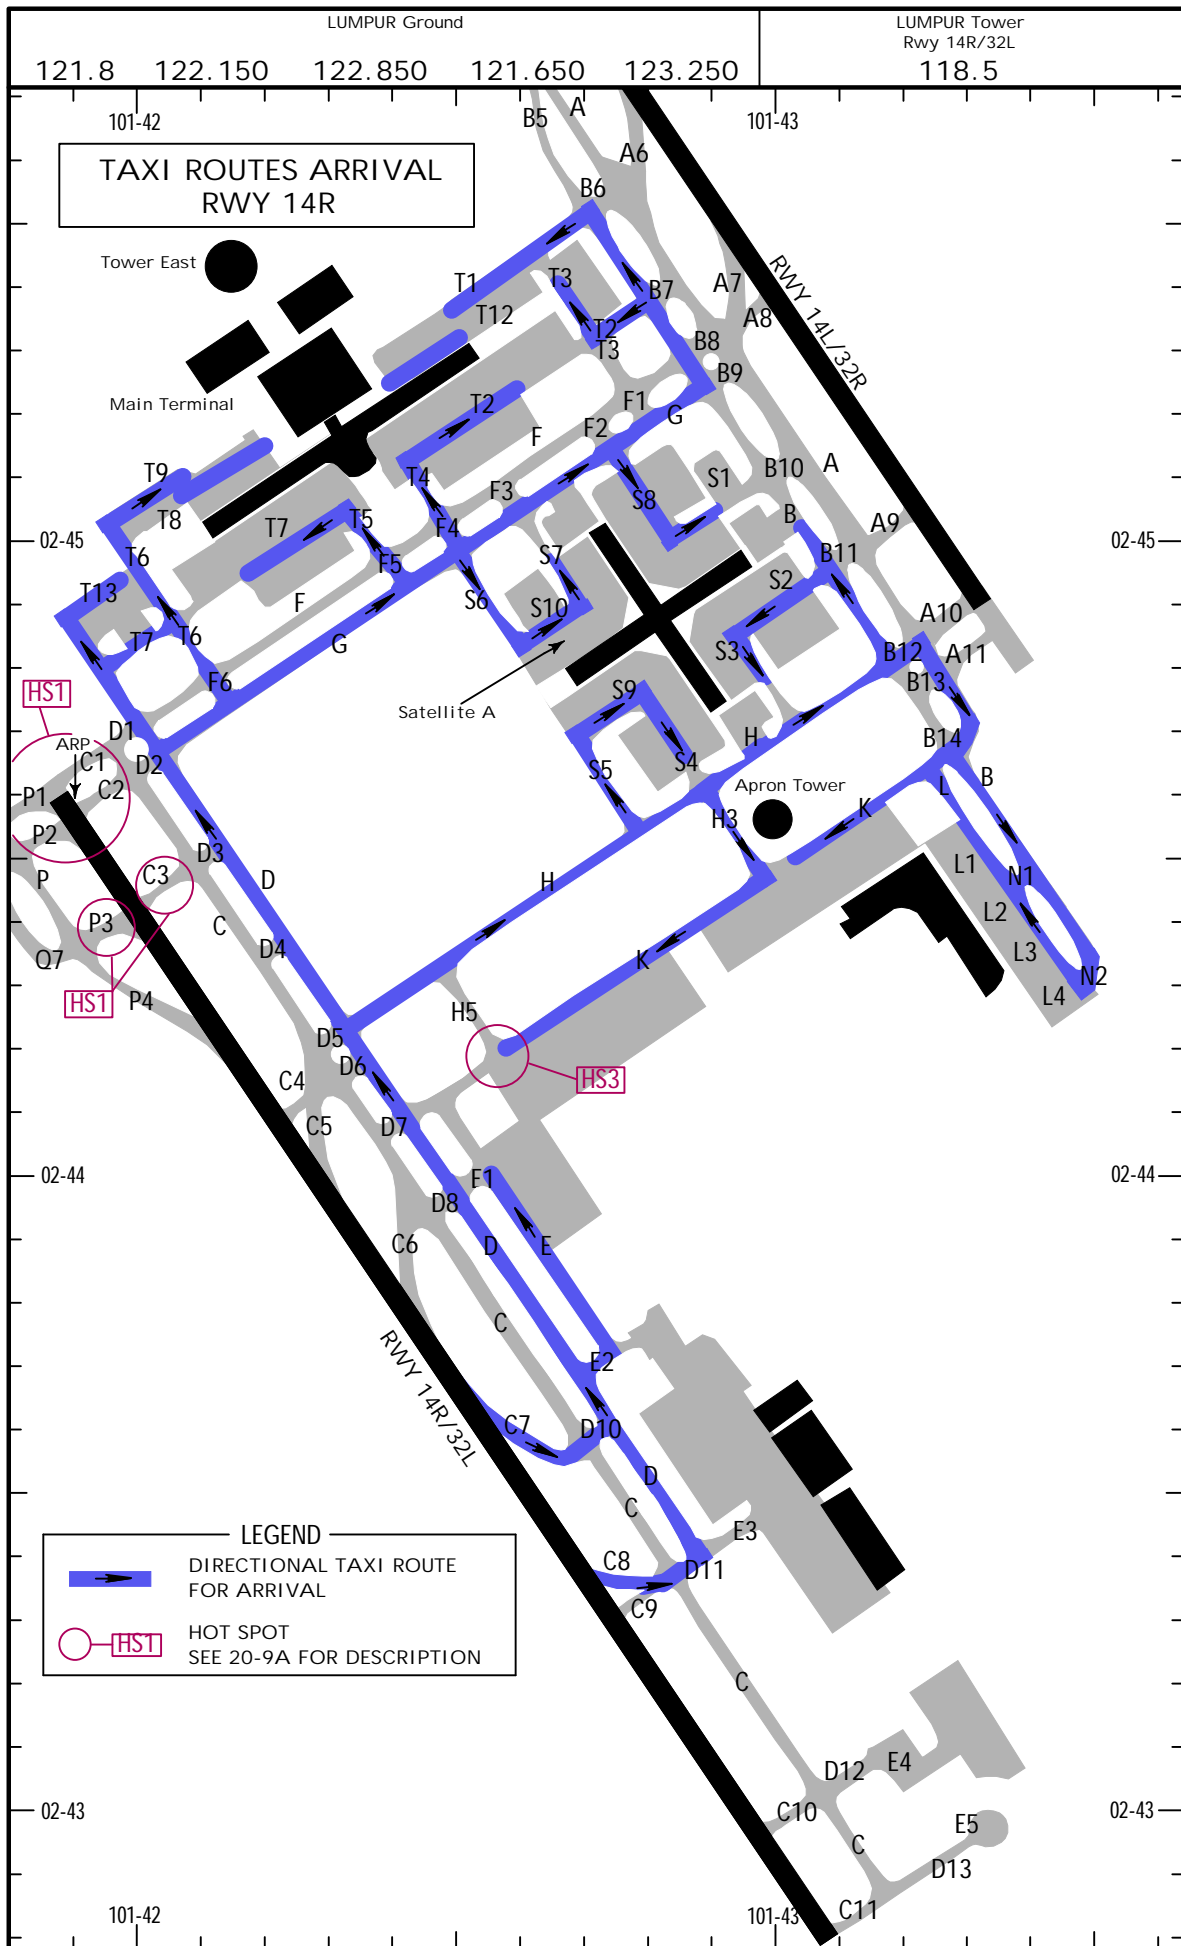 LUMPUR Ground
LUMPUR Tower
Rwy 14R/32L
121.8 122.150 122.850 121.650 123.250 118.5
101-42 101-43
TAXI ROUTES ARRIVAL
RWY 14R
B5 A
A6
B6
Tower East
T1 T3 B7 A7
RWY 14L/32R
T12 T2 A8
T3 B8
B9
Main Terminal
T2 F1 G
F F2
T9 T4 F3 S8 S1 B10 A
T8 T7 T5 F4 B A9
02-45 02-45
T6 F5 S7 B11
T13 F S6 S10 S2 A10
T7 T6 G S3 B12 A11
HS1 F6 S9 B13
Satellite A
D1 H B14
ARP
C1 D2 S4
P1 C2 S5 Apron Tower L B
P2 D3 H3 K
P C3 D H L1 N1
P3 C L2
Q7 D4 K L3 N2
HS1 P4 H5 L4
D5
D6
C4 HS3
C5 D7
02-44 E1 02-44
D8
C6 D E
C
RWY 14R/32L
E2
C7 D10
D
C E3
LEGEND
DIRECTIONAL TAXI ROUTE
FOR ARRIVAL
C8 D11
C9
HS1
HOT SPOT
SEE 20-9A FOR DESCRIPTION
C
D12 E4
02-43 C10 E5 02-43
C D13
C11
101-42 101-43